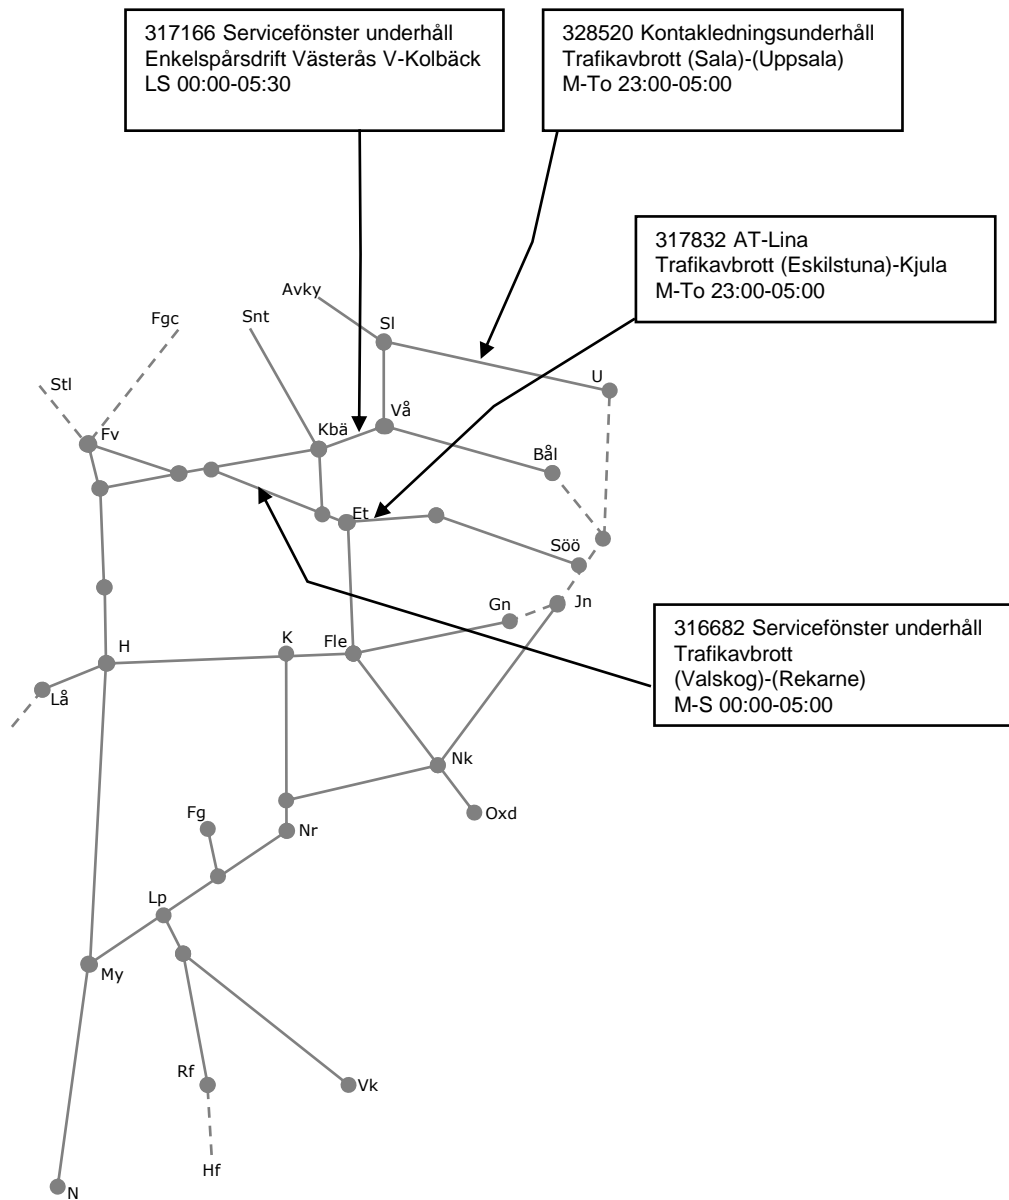 317166 Servicefönster underhåll
Enkelspårsdrift Västerås V-Kolbäck
LS 00:00-05:30
328520 Kontakledningsunderhåll
Trafikavbrott (Sala)-(Uppsala)
M-To 23:00-05:00
317832 AT-Lina
Trafikavbrott (Eskilstuna)-Kjula
M-To 23:00-05:00
Avky
Fgc
Snt
Sl
Stl
U
Vå
Fv
Kbä
Bål
Et
Söö
Gn
Jn
316682 Servicefönster underhåll
Trafikavbrott
(Valskog)-(Rekarne)
M-S 00:00-05:00
H
K
Fle
Lå
Nk
Fg
Oxd
Nr
Lp
My
Rf
Vk
Hf
N